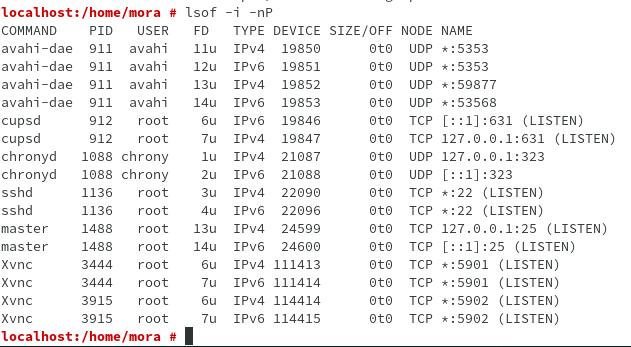 localhost:/home/mora # lsof -i -nP
COMMAND PID USER FD TYPE DEVICE SIZE/OFF NODE NAME
avahi-dae 911 avahi 11u IPv4 19850 0t0 UDP *:5353
avahi-dae 911 avahi 12u IPv6 19851 0t0 UDP *:5353
avahi-dae 911 avahi 13u IPv4 19852 0t0 UDP *:59877
avahi-dae 911 avahi 14u IPv6 19853 0t0 UDP *:53568
cupsd 912 root 6u IPv6 19846 0t0 TCP [::1]:631 (LISTEN)
cupsd 912 root 7u IPv4 19847 0t0 TCP 127.0.0.1:631 (LISTEN)
chronyd 1088 chrony 1u IPv4 21087 0t0 UDP 127.0.0.1:323
chronyd 1088 chrony 2u IPv6 21088 0t0 UDP [::1]:323
sshd 1136 root 3u IPv4 22090 0t0 TCP *:22 (LISTEN)
sshd 1136 root 4u IPv6 22096 0t0 TCP *:22 (LISTEN)
master 1488 root 13u IPv4 24599 0t0 TCP 127.0.0.1:25 (LISTEN)
master 1488 root 14u IPv6 24600 0t0 TCP [::1]:25 (LISTEN)
Xvnc 3444 root 6u IPv4 111413 0t0 TCP *:5901 (LISTEN)
Xvnc 3444 root 7u IPv6 111414 0t0 TCP *:5901 (LISTEN)
Xvnc 3915 root 6u IPv4 114414 0t0 TCP *:5902 (LISTEN)
Xvnc 3915 root 7u IPv6 114415 0t0 TCP *:5902 (LISTEN)
localhost:/home/mora #